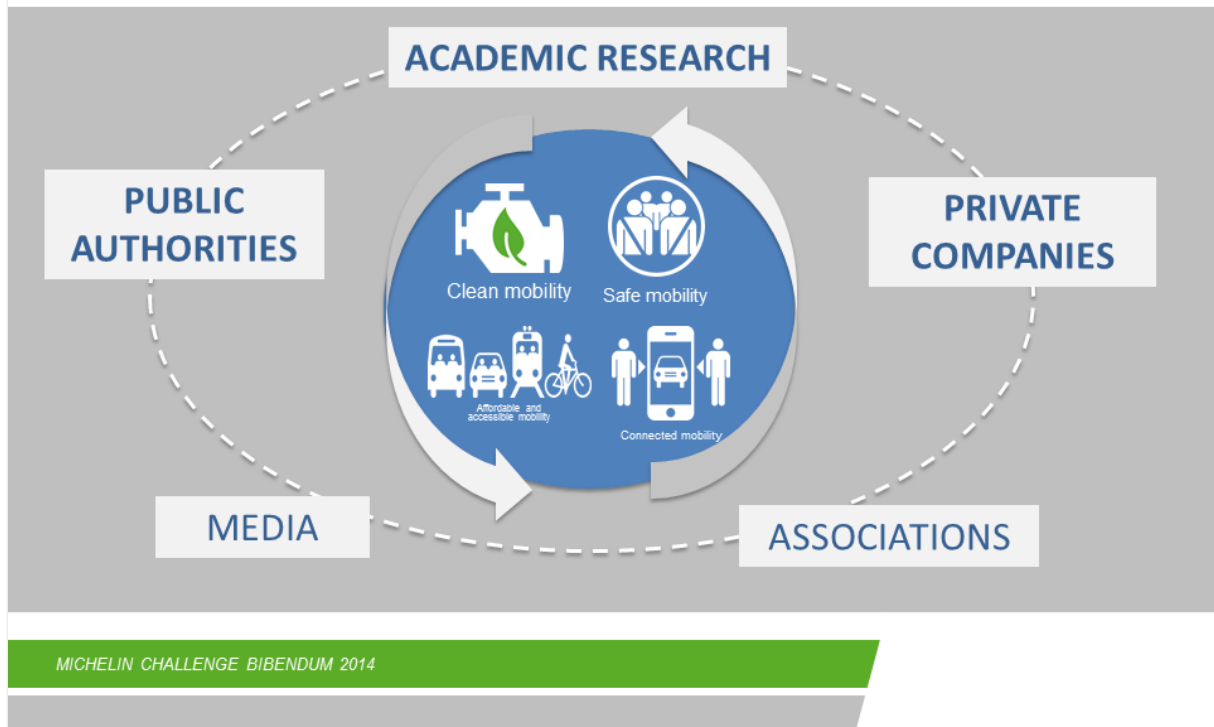 ACADEMIC RESEARCH
PUBLIC
AUTHORITIES
PRIVATE
COMPANIES
Clean mobility
Safe mobility
Affordable and
accessible mobility
Connected mobility
MEDIA
ASSOCIATIONS
MICHELIN CHALLENGE BIBENDUM 2014